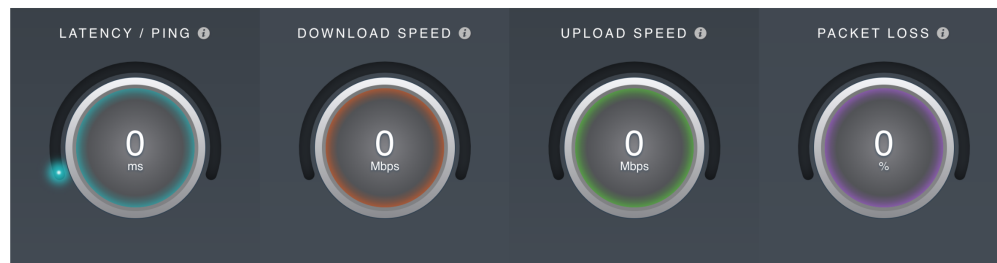 LATENCY / PING i
0
ms
DOWNLOAD SPEED i
0
Mbps
UPLOAD SPEED i
0
Mbps
PACKET LOSS i
0
%